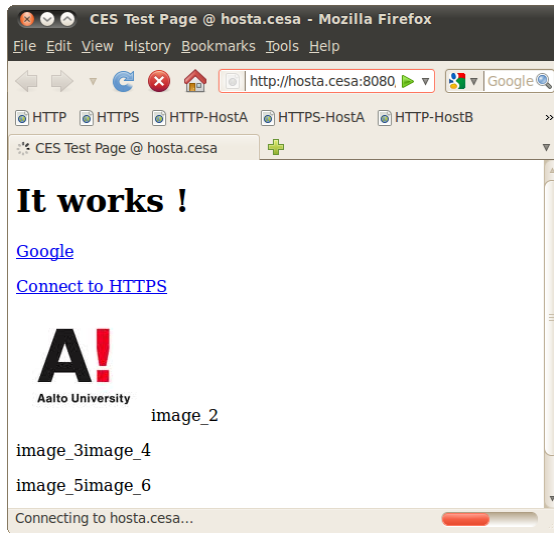 CES Test Page @ hosta.cesa - Mozilla Firefox
File Edit View History Bookmarks Tools Help
http://hosta.cesa:8080, Google
HTTP HTTPS HTTP-HostA HTTPS-HostA HTTP-HostB »
CES Test Page @ hosta.cesa
It works !
Google
Connect to HTTPS
A!
Aalto University
image_2
image_3image_4
image_5image_6
Connecting to hosta.cesa...